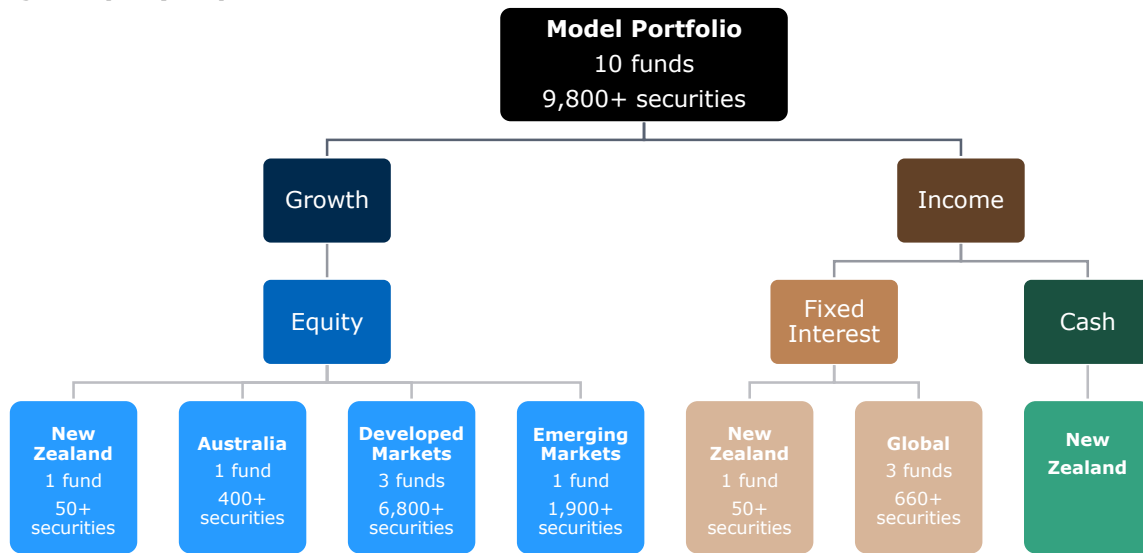 Model Portfolio
10 funds
9,800+ securities
Growth
Income
Equity
Fixed
Interest
Cash
New
Zealand
1 fund
50+
securities
Australia
1 fund
400+
securities
Developed
Markets
3 funds
6,800+
securities
Emerging
Markets
1 fund
1,900+
securities
New
Zealand
1 fund
50+
securities
Global
3 funds
660+
securities
New
Zealand